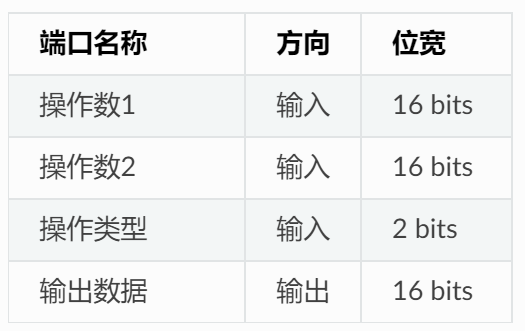 端口名称 方向 位宽
操作数1 输入 16 bits
操作数2 输入 16 bits
操作类型 输入 2 bits
输出数据 输出 16 bits